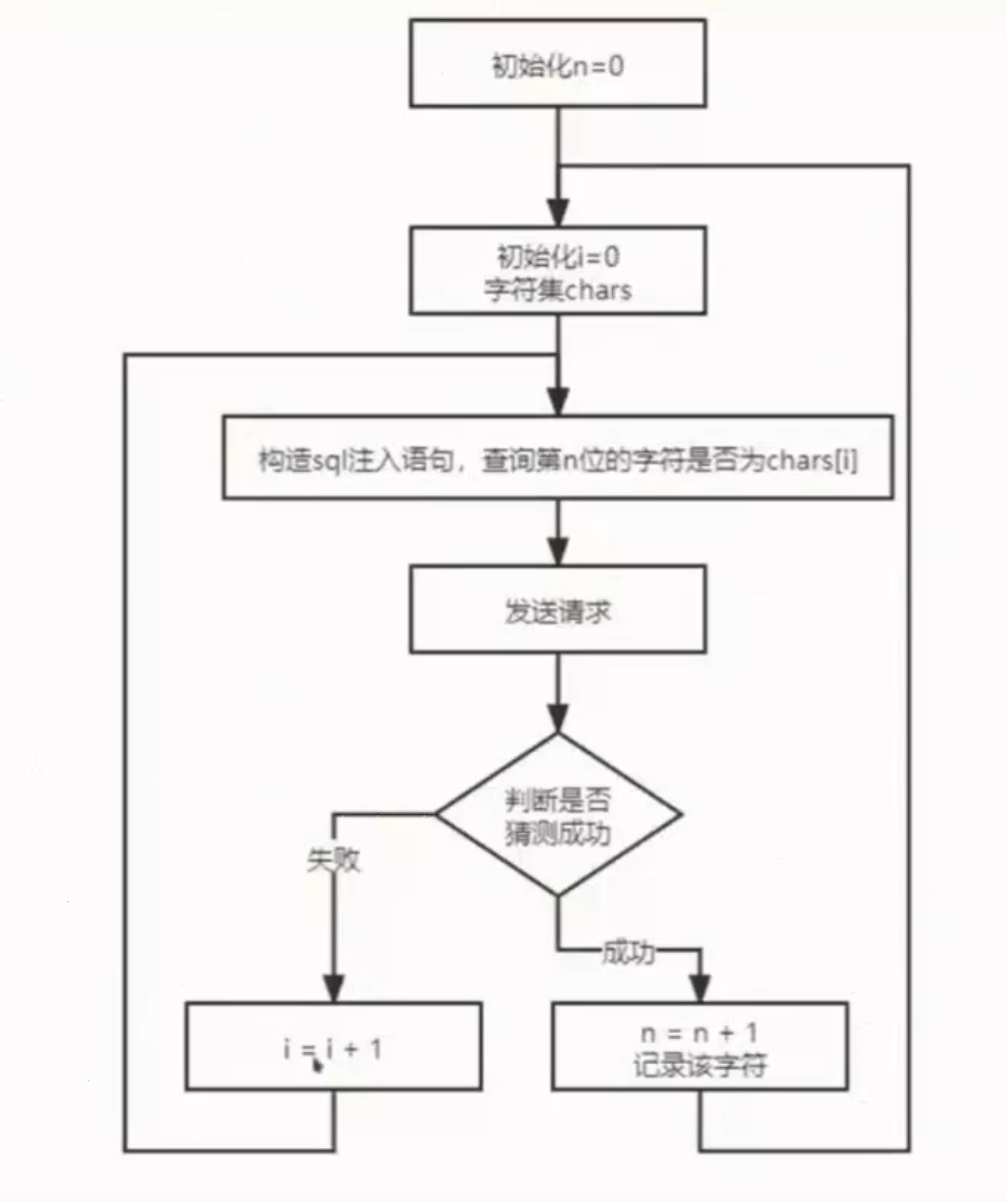 初始化n=0
初始化i=0
字符集chars
构造sql注入语句，查询第n位的字符是否为chars[i]
发送请求
判断是否
猜测成功
失败
成功
i = i + 1
n = n + 1
记录该字符